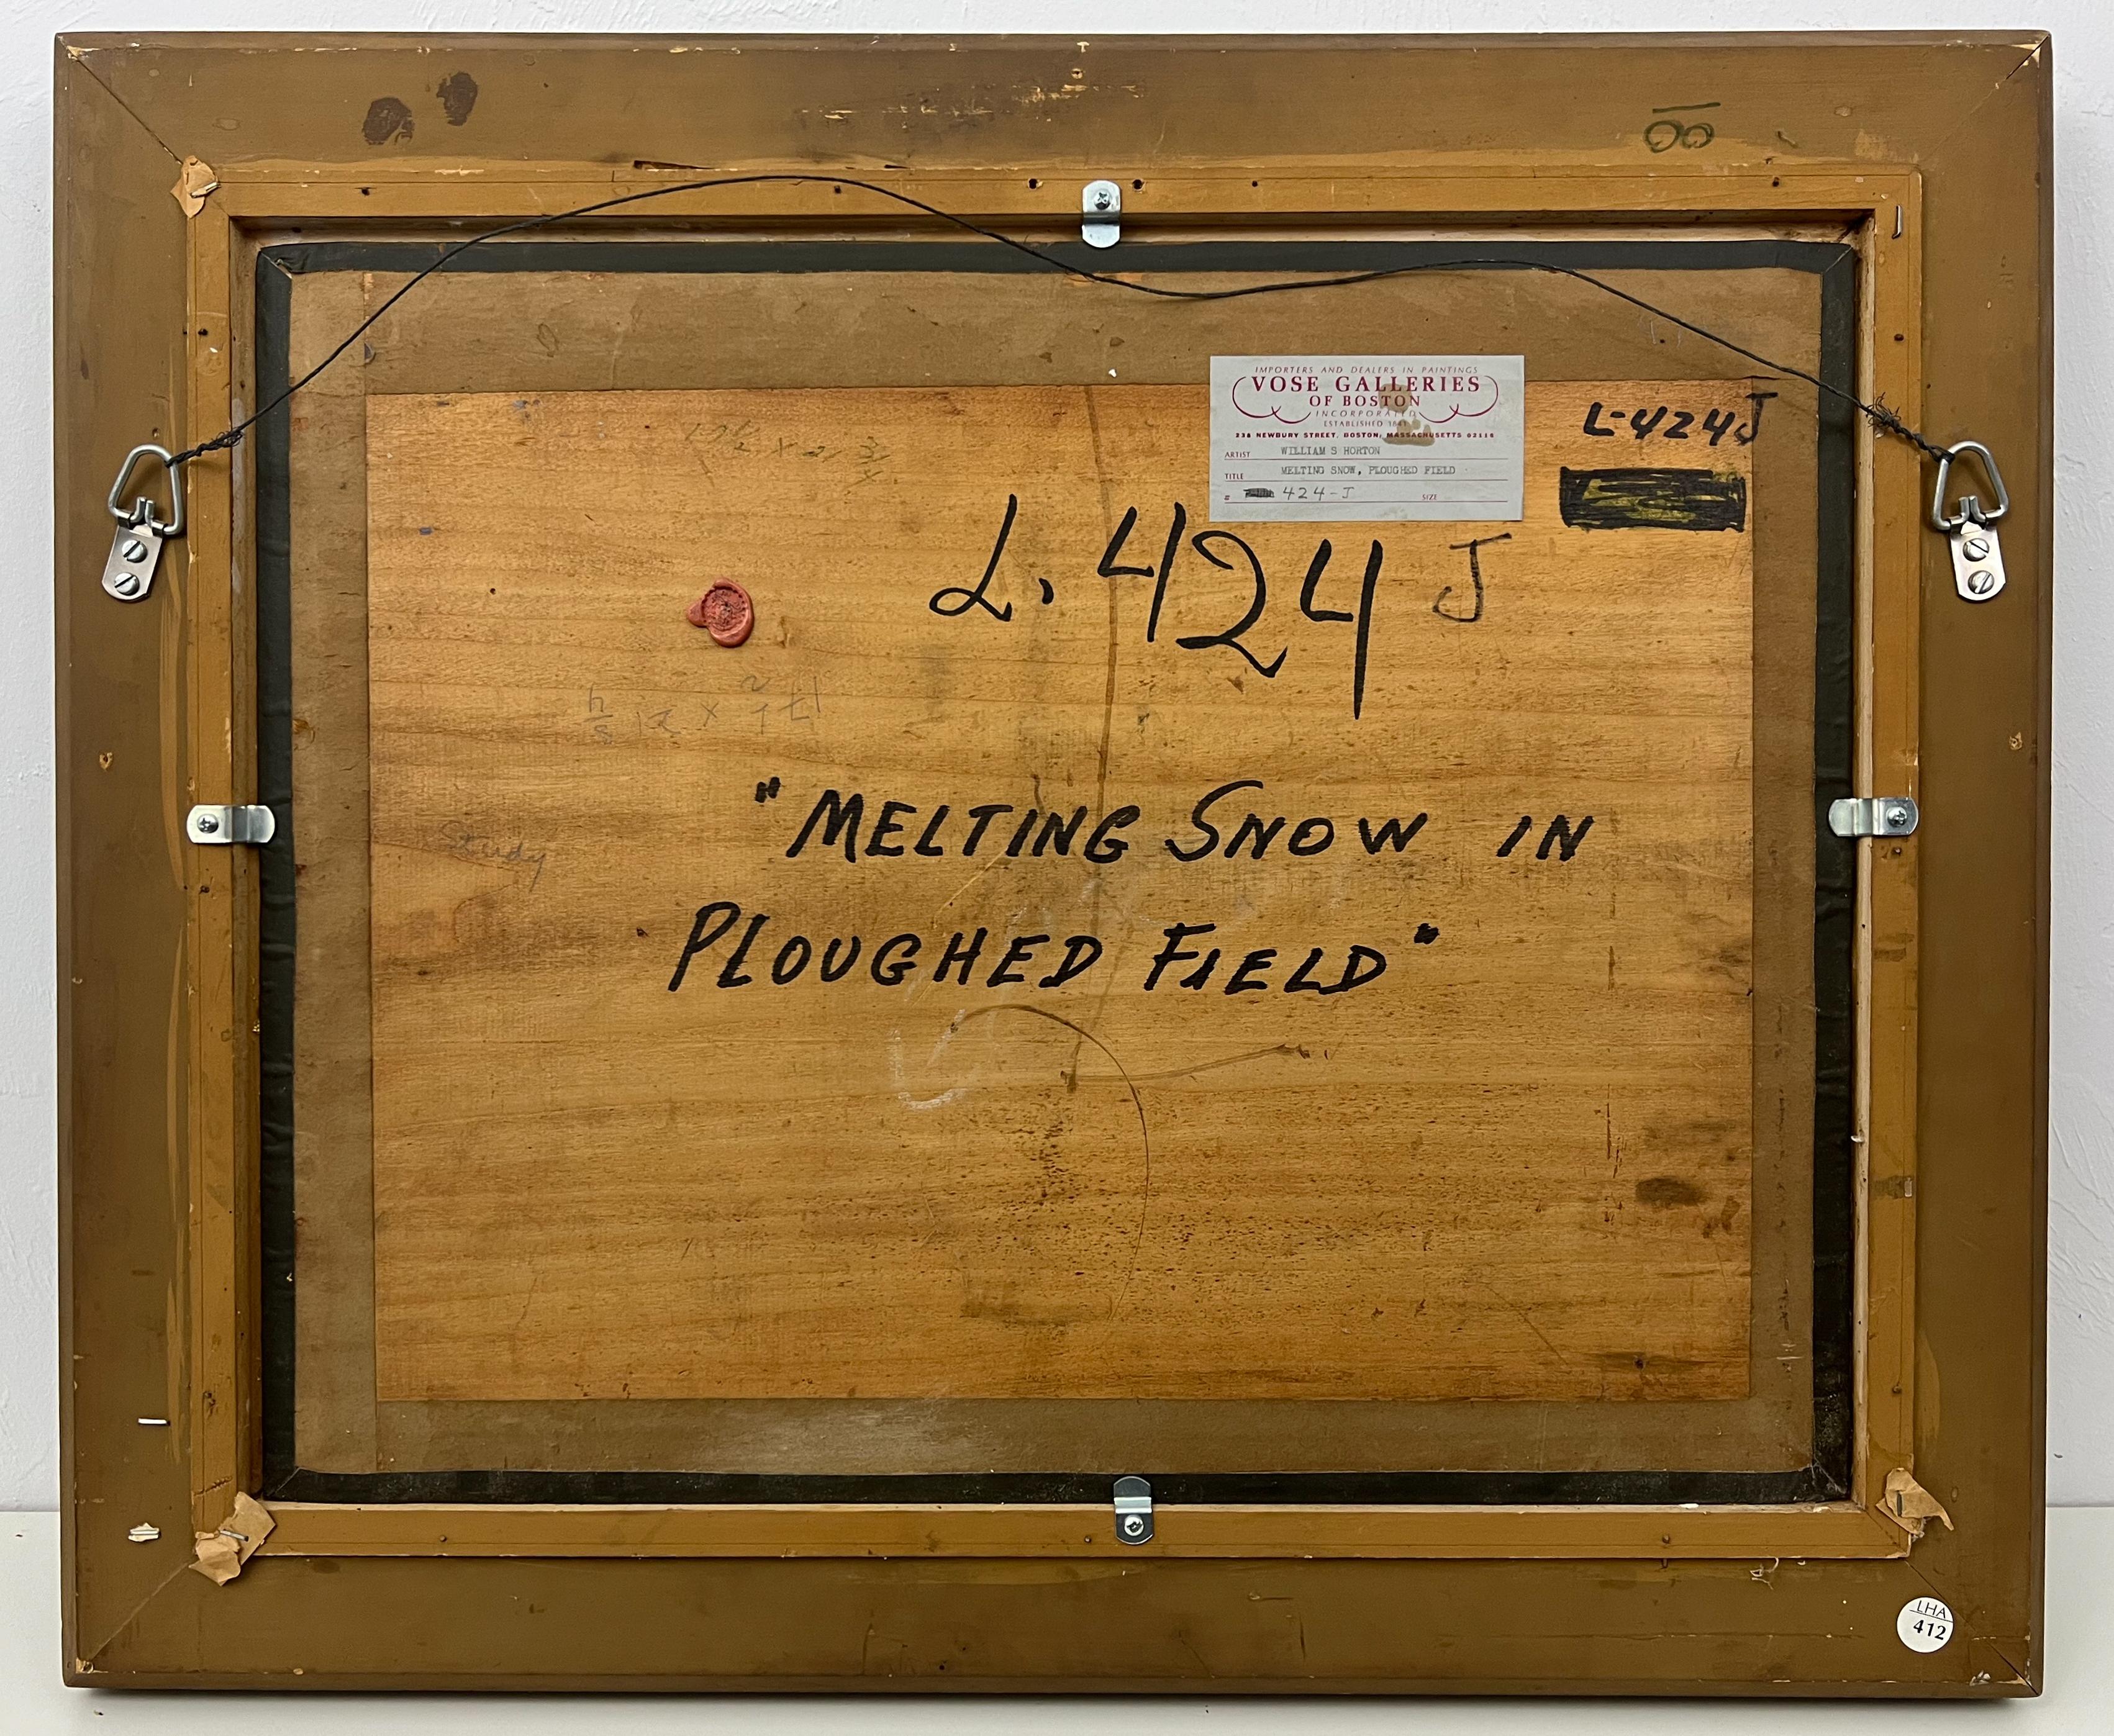 IMPORTERS AND DEALERS IN PAINTINGS
VOSE GALLERIES
OF BOSTON
INCORPORATED
ESTABLISHED 1841
238 NEWBURY STREET, BOSTON, MASSACHUSETTS 02116
ARTIST WILLIAM S HORTON
TITLE MELTING SNOW, PLOUGHED FIELD
# 424-J SIZE
L-424J
L. 424 J
Study
"MELTING SNOW IN
PLOUGHED FIELD"
LHA
412